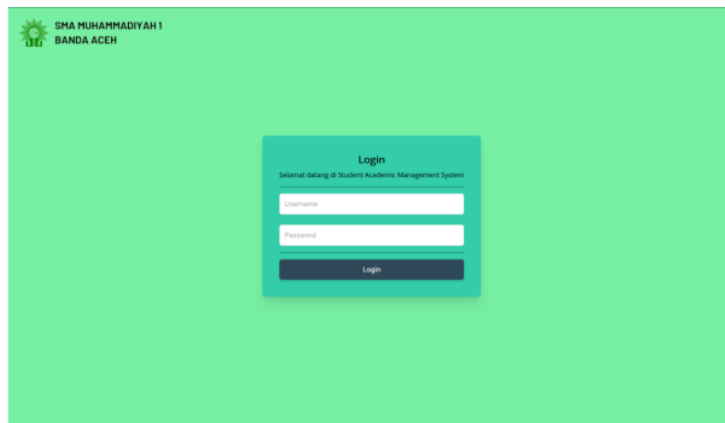 SMA MUHAMMADIYAH 1
BANDA ACEH
Login
Selamat datang di Student Academic Management System
Username
Password
Login